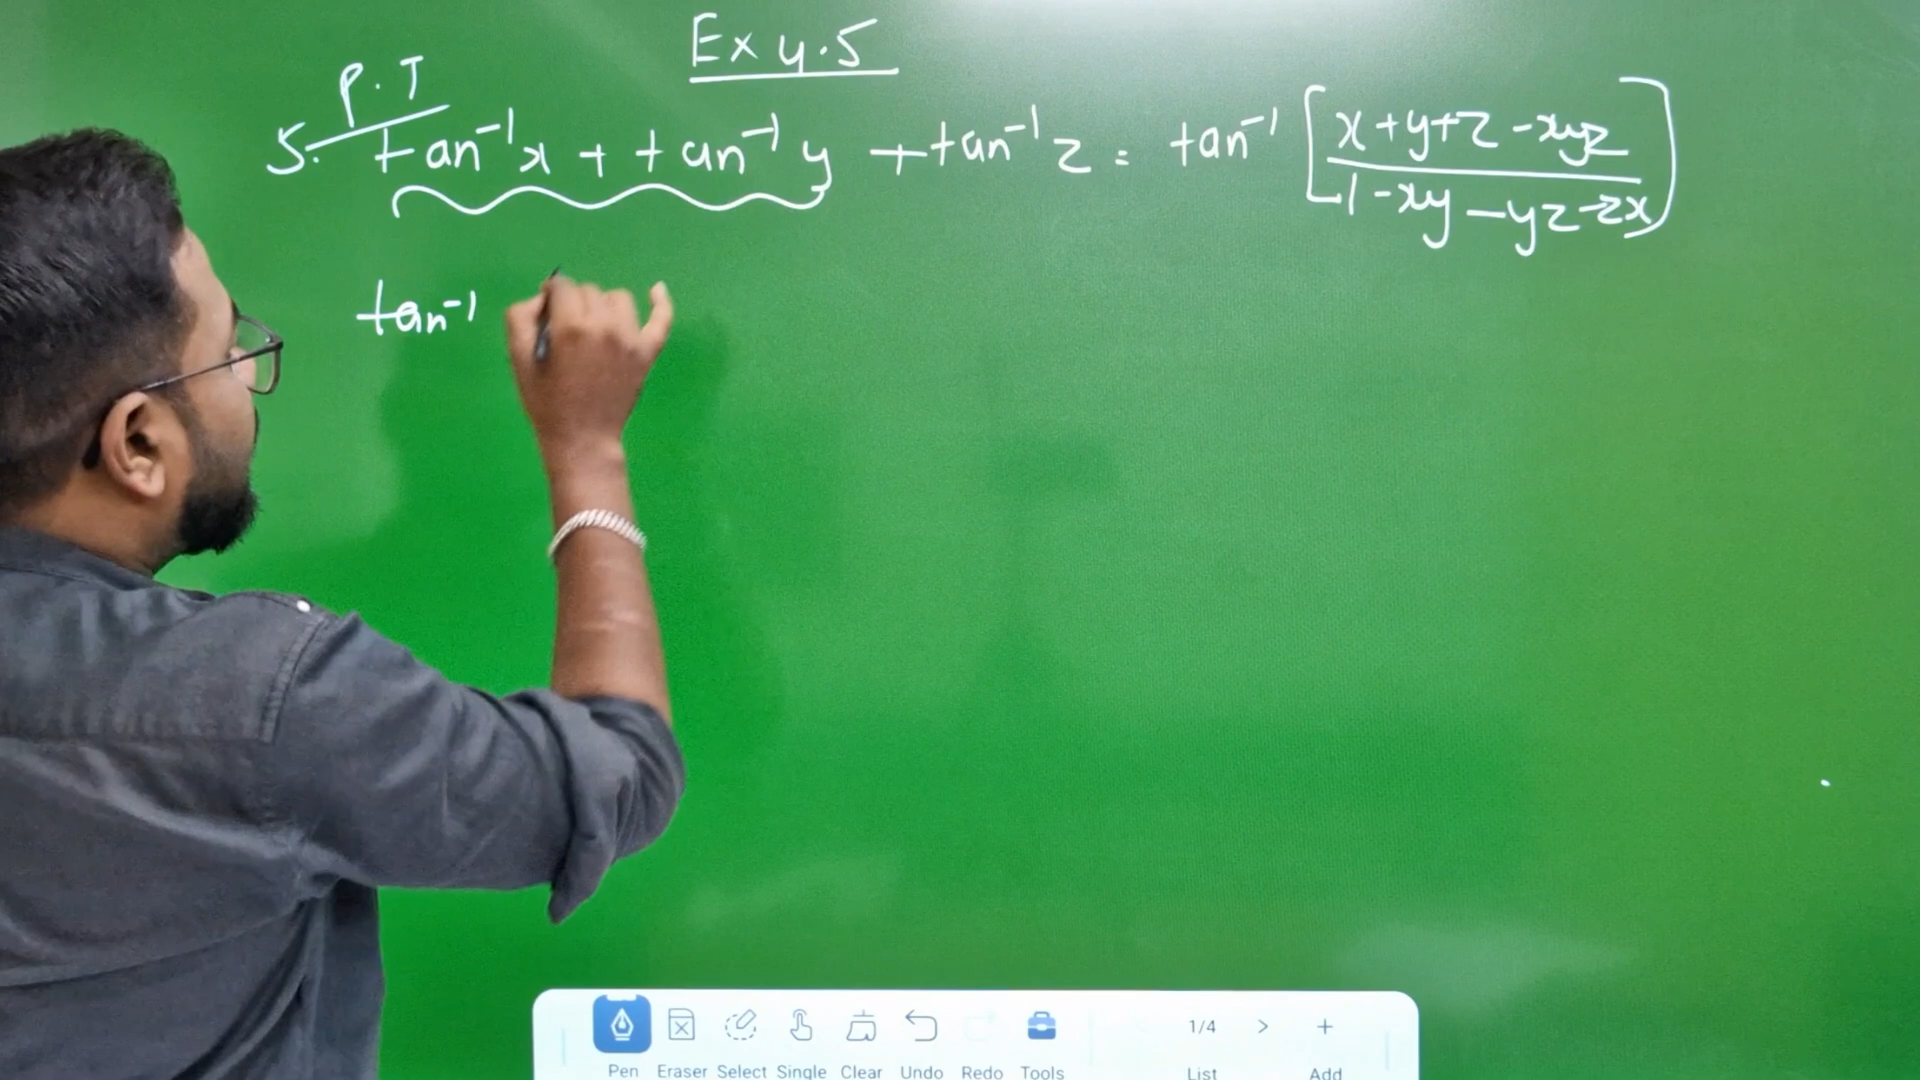 Ex 4.5
P.T
5. tan⁻¹x + tan⁻¹y + tan⁻¹z = tan⁻¹ [x+y+z-xyz / 1-xy-yz-zx]
tan⁻¹
1/4 > +
Pen Eraser Select Single Clear Undo Redo Tools List Add